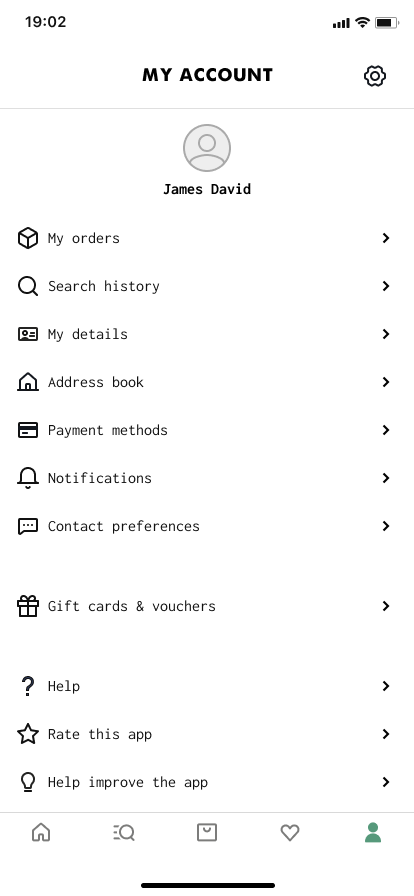 19:02
MY ACCOUNT
James David
My orders
Search history
My details
Address book
Payment methods
Notifications
Contact preferences
Gift cards & vouchers
Help
Rate this app
Help improve the app